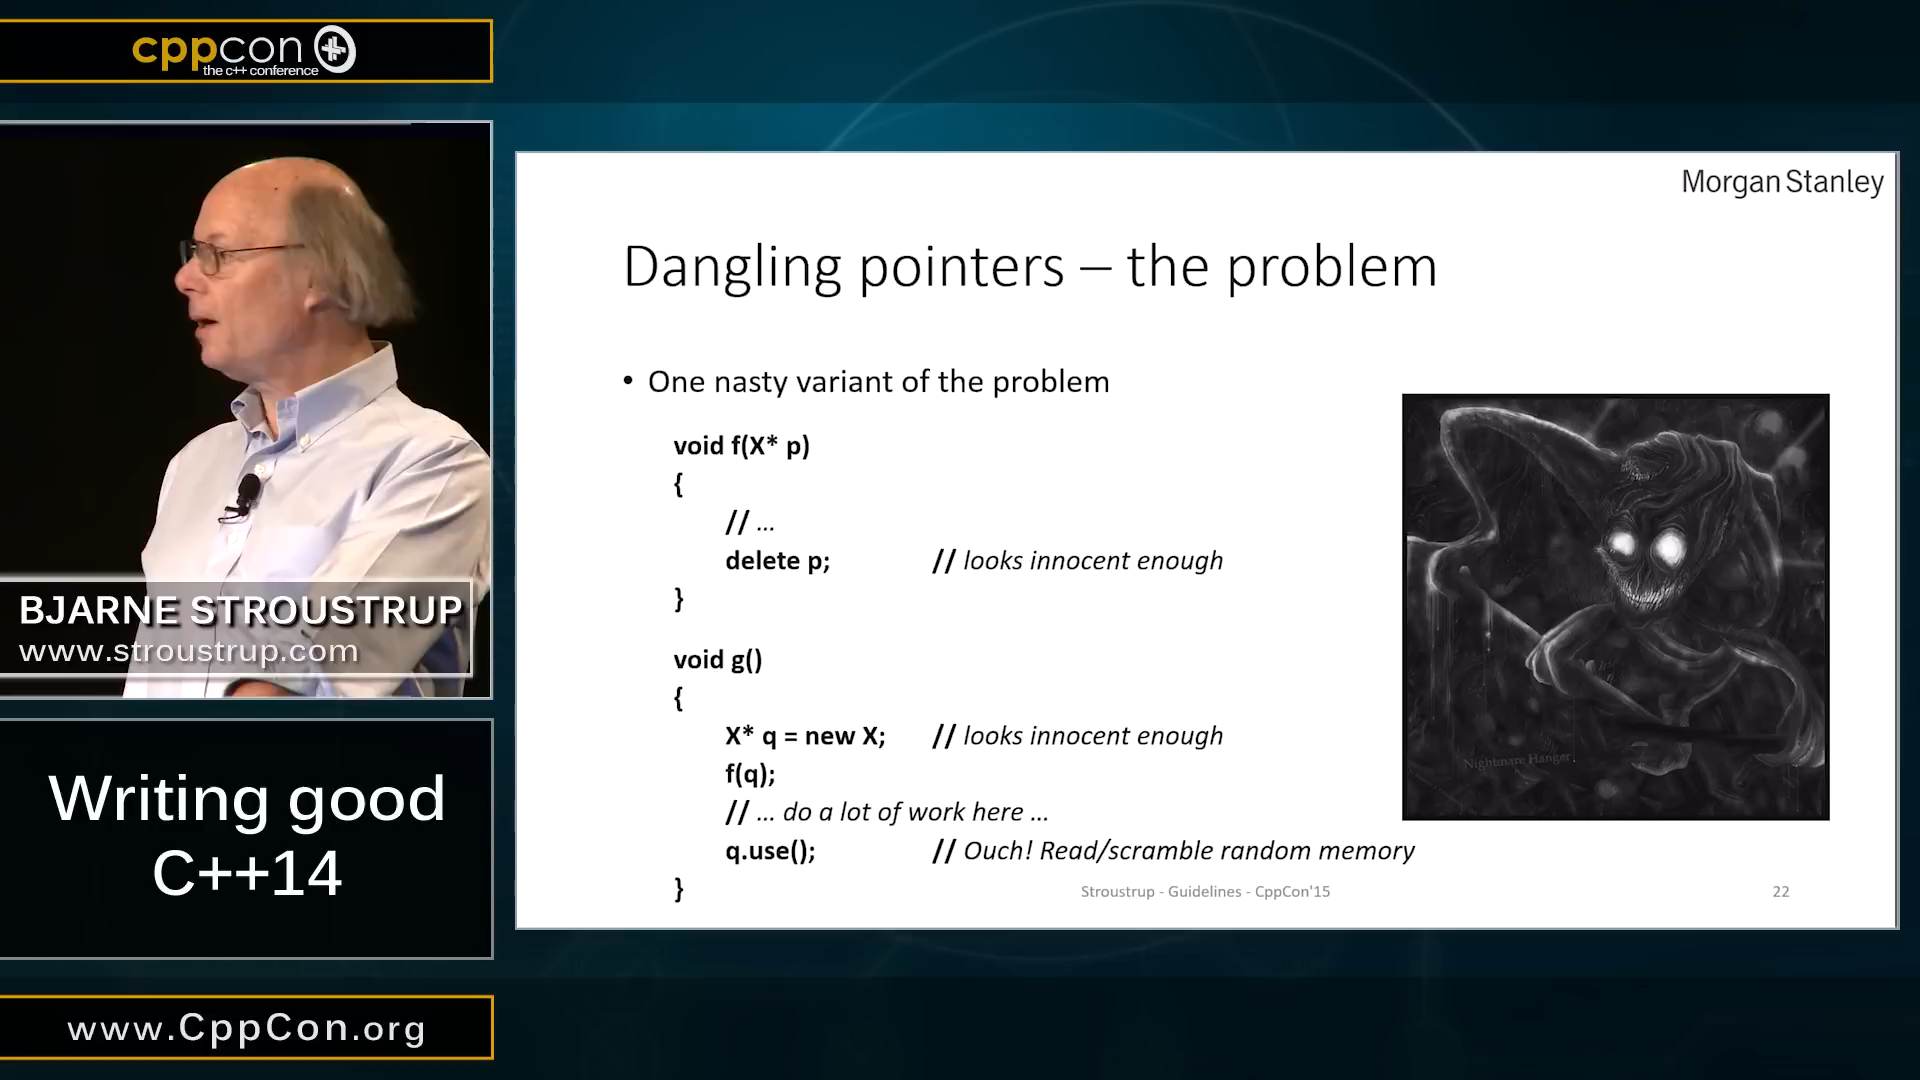 cppcon
the c++ conference
BJARNE STROUSTRUP
www.stroustrup.com
Writing good
C++14
www.CppCon.org
Morgan Stanley
Dangling pointers – the problem
• One nasty variant of the problem
void f(X* p)
{
// …
delete p; // looks innocent enough
}
void g()
{
X* q = new X; // looks innocent enough
f(q);
// … do a lot of work here …
q.use(); // Ouch! Read/scramble random memory
}
Nightmare Hanger
Stroustrup - Guidelines - CppCon'15
22